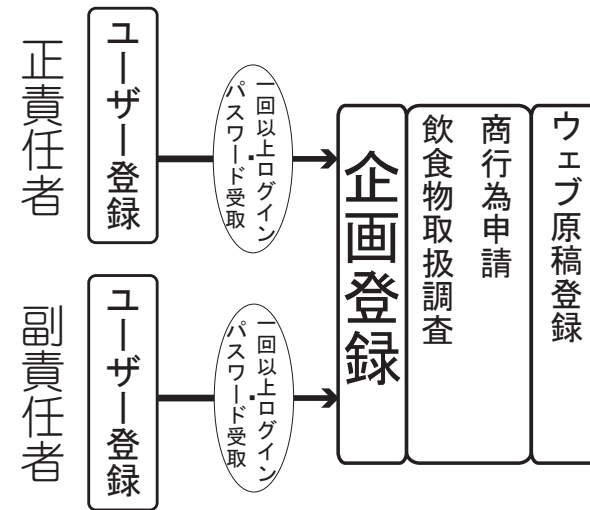 正責任者
ユーザー登録
一回以上ログイン
・
パスワード受取
副責任者
ユーザー登録
一回以上ログイン
・
パスワード受取
企画登録
飲食物取扱調査
商行為申請
ウェブ原稿登録